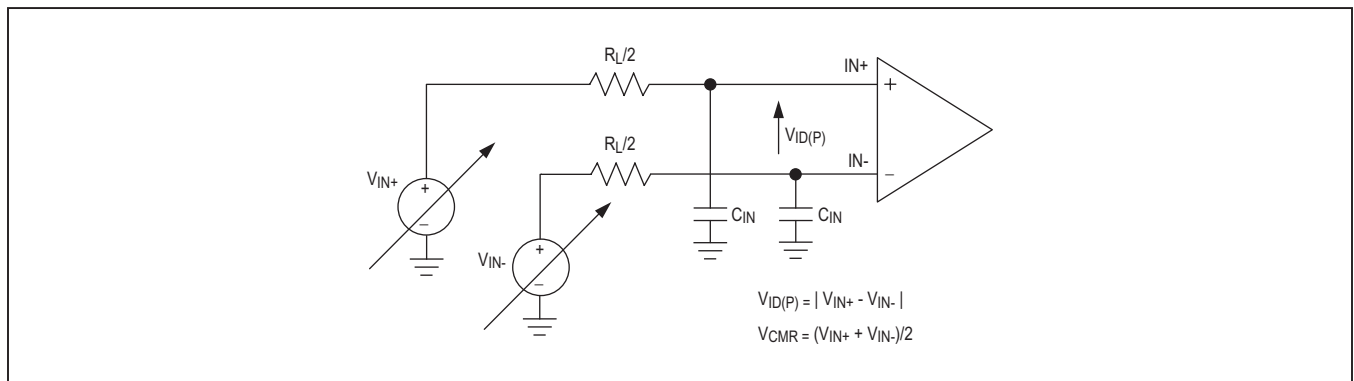 RL/2
IN+
+
VID(P)
RL/2
IN-
−
VIN+
+
−
CIN
CIN
VIN-
+
−
VID(P) = | VIN+ - VIN- |
VCMR = (VIN+ + VIN-)/2